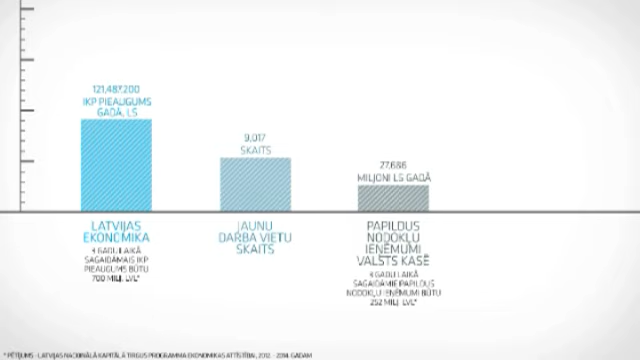 121,487,200
IKP PIEAUGUMS
GADĀ, LS
9,017
SKAITS
27,686
MILJONI LS GADĀ
LATVIJAS
EKONOMIKA
4 GADU LAIKĀ
SAGAIDĀMAIS IKP
PIEAUGUMS BŪTU
700 MILJ. LVL*
JAUNU
DARBA VIETU
SKAITS
PAPILDUS
NODOKĻU
IEŅĒMUMI
VALSTS KASĒ
4 GADU LAIKĀ
SAGAIDĀMIE PAPILDUS
NODOKĻU IEŅĒMUMI BŪTU
252 MILJ. LVL*
* PĒTĪJUMS - LATVIJAS NACIONĀLĀ KAPITĀLA TIRGUS PROGRAMMA EKONOMIKAS ATTĪSTĪBAI, 2012. - 2014. GADAM